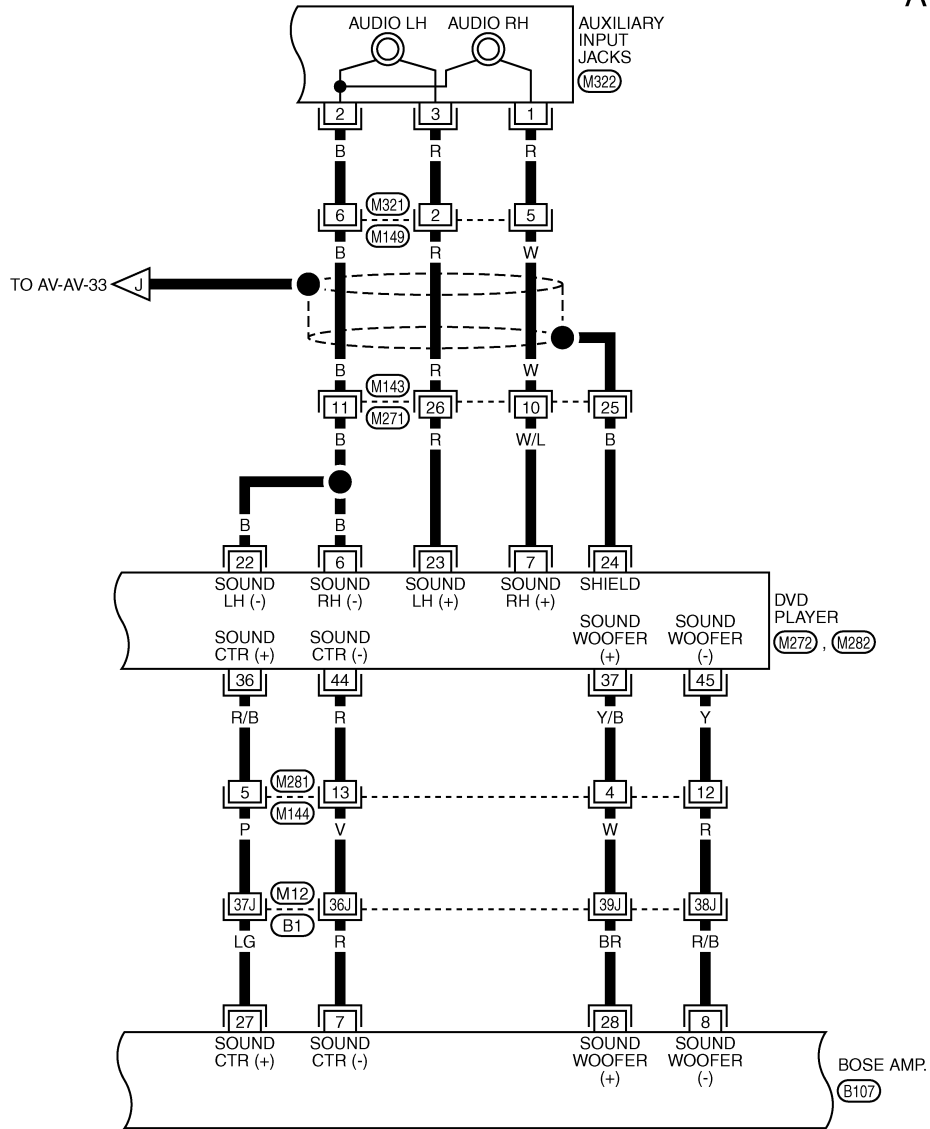 A
AUDIO LH AUDIO RH
AUXILIARY
INPUT
JACKS
M322
2 3 1
B R R
M321
6 2 5
M149
B R W
TO AV-AV-33 J
B R W
M143
11 26 10 25
M271
B R W/L B
B B
22 6 23 7 24
SOUND SOUND SOUND SOUND SHIELD
LH (-) RH (-) LH (+) RH (+)
DVD
PLAYER
M272 , M282
SOUND SOUND
WOOFER WOOFER
(+) (-)
SOUND SOUND
CTR (+) CTR (-)
36 44 37 45
R/B R Y/B Y
M281
5 13 4 12
M144
P V W R
M12
37J 36J 39J 38J
B1
LG R BR R/B
27 7 28 8
SOUND SOUND SOUND SOUND
CTR (+) CTR (-) WOOFER WOOFER
(+) (-)
BOSE AMP.
B107